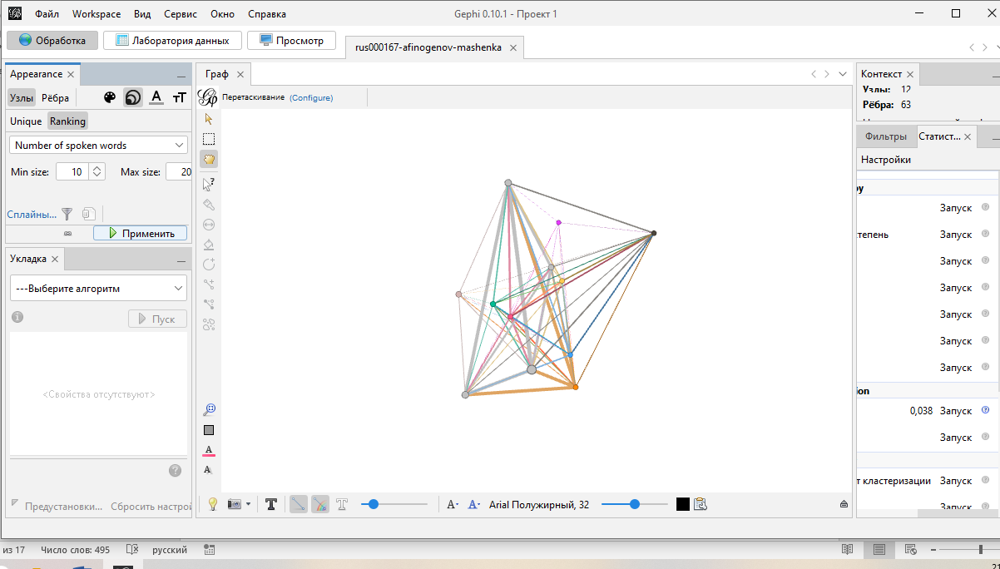 Файл Workspace Вид Сервис Окно Справка Gephi 0.10.1 - Проект 1
Обработка Лаборатория данных Просмотр rus000167-afinogenov-mashenka
Appearance
Узлы Рёбра
Unique Ranking
Number of spoken words
Min size: 10 Max size: 20
Сплайны...
Применить
Укладка
---Выберите алгоритм
Пуск
<Свойства отсутствуют>
Предустановки... Сбросить настрой
Граф
Перетаскивание (Configure)
Arial Полужирный, 32
Контекст
Узлы: 12
Рёбра: 63
Фильтры Статист...
Настройки
Запуск
тепень Запуск
Запуск
Запуск
Запуск
Запуск
Запуск
ion
0,038 Запуск
Запуск
т кластеризации Запуск
Запуск
из 17 Число слов: 495 русский
21